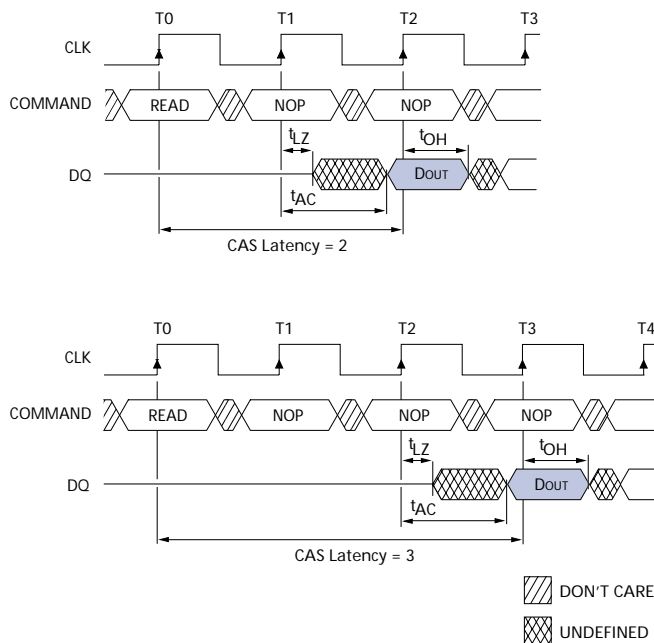 T0 T1 T2 T3
CLK
COMMAND READ NOP NOP
tLZ tOH
DQ DOUT
tAC
CAS Latency = 2
T0 T1 T2 T3 T4
CLK
COMMAND READ NOP NOP NOP
tLZ tOH
DQ DOUT
tAC
CAS Latency = 3
DON'T CARE
UNDEFINED